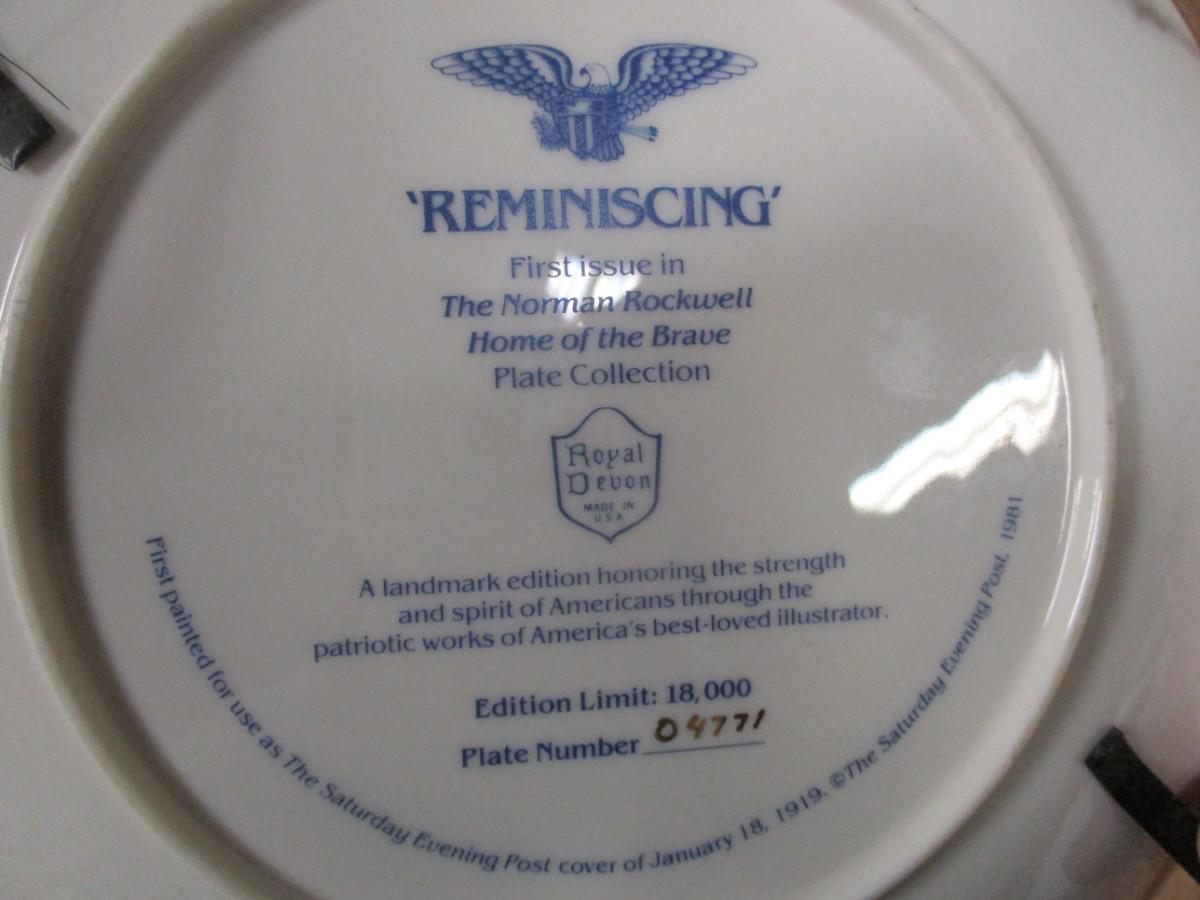 ‘REMINISCING’
First issue in
The Norman Rockwell
Home of the Brave
Plate Collection
Royal
Devon
MADE IN
USA
A landmark edition honoring the strength
and spirit of Americans through the
patriotic works of America's best-loved illustrator.
Edition Limit: 18,000
Plate Number 04771
First painted for use as The Saturday Evening Post cover of January 18, 1919. ©The Saturday Evening Post, 1981